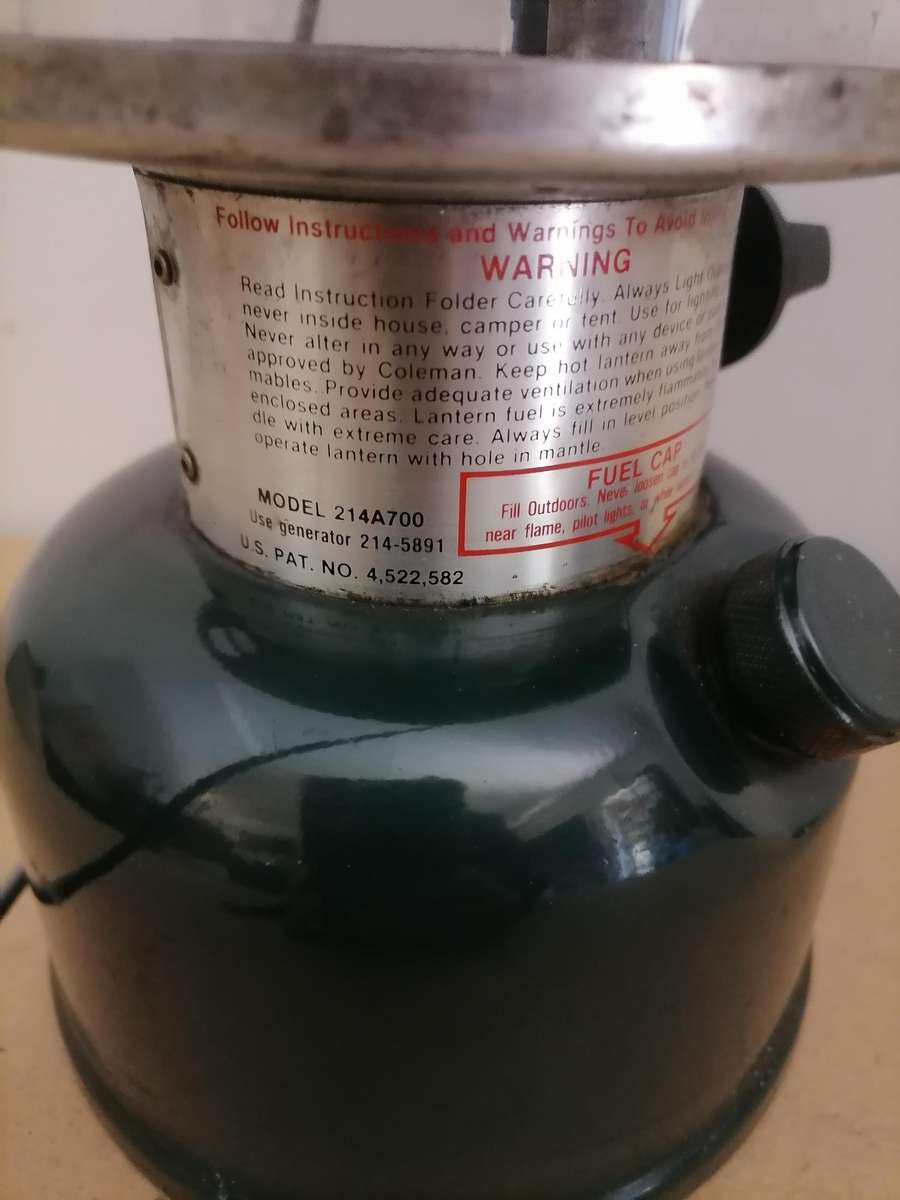 Follow Instructions and Warnings To Avoid
WARNING
Read Instruction Folder Carefully. Always Light
never inside house, camper or tent. Use for
Never alter in any way or use with any device
approved by Coleman. Keep hot lantern away from
mables. Provide adequate ventilation when using
enclosed areas. Lantern fuel is extremely flammable
dle with extreme care. Always fill in level position.
operate lantern with hole in mantle.
FUEL CAP
Fill Outdoors. Never loosen
near flame, pilot lights, or
MODEL 214A700
Use generator 214-5891
U.S. PAT. NO. 4,522,582